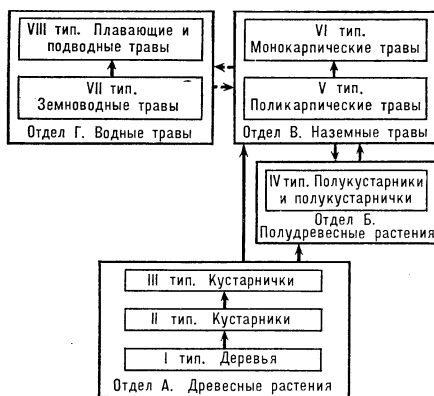 VIII тип. Плавающие и
подводные травы
VII тип.
Земноводные травы
Отдел Г. Водные травы
VI тип.
Монокарпические травы
V тип.
Поликарпические травы
Отдел В. Наземные травы
IV тип. Полукустарники
и полукустарнички
Отдел Б.
Полудревесные растения
III тип. Кустарнички
II тип. Кустарники
I тип. Деревья
Отдел А. Древесные растения